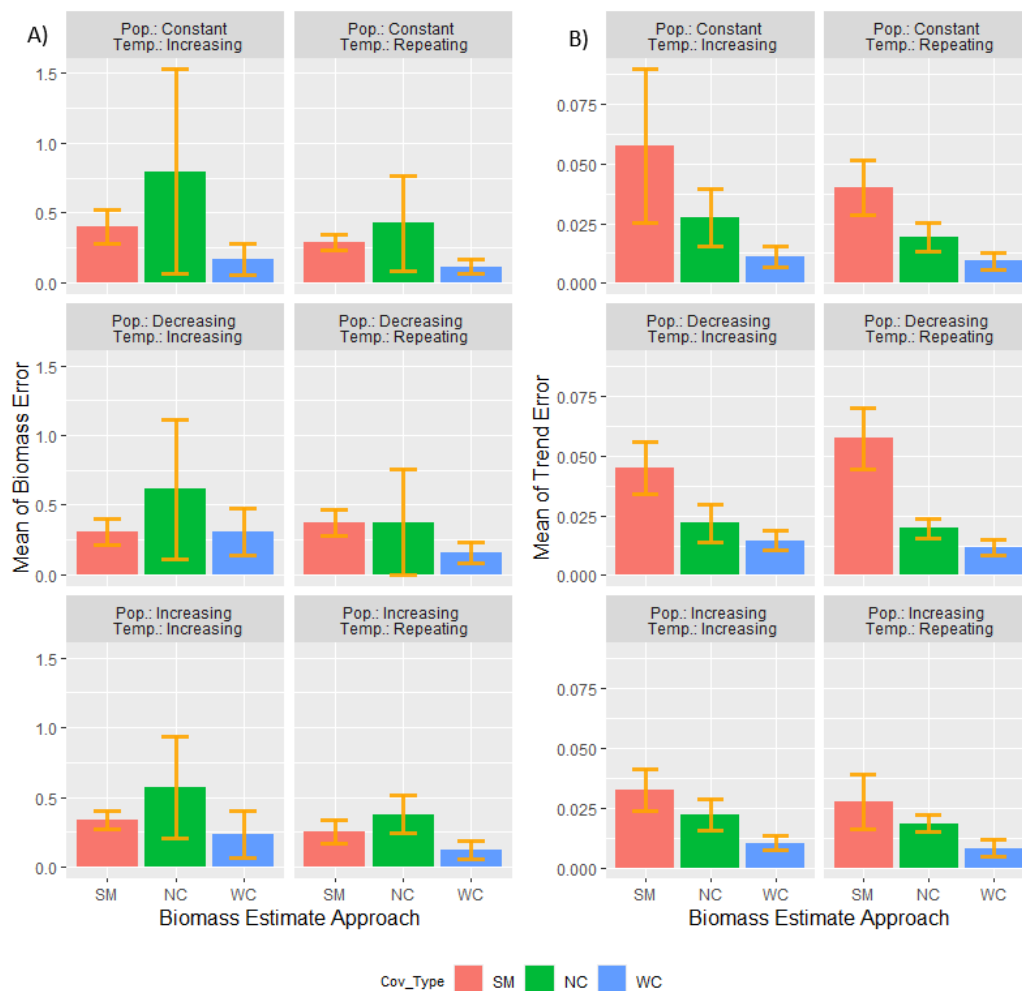 A)
Pop.: Constant
Temp.: Increasing
Pop.: Constant
Temp.: Repeating
1.5
1.0
0.5
0.0
Pop.: Decreasing
Temp.: Increasing
Pop.: Decreasing
Temp.: Repeating
1.5
1.0
0.5
0.0
Pop.: Increasing
Temp.: Increasing
Pop.: Increasing
Temp.: Repeating
1.5
1.0
0.5
0.0
Mean of Biomass Error
SM NC WC SM NC WC
Biomass Estimate Approach
B)
Pop.: Constant
Temp.: Increasing
Pop.: Constant
Temp.: Repeating
0.075
0.050
0.025
0.000
Pop.: Decreasing
Temp.: Increasing
Pop.: Decreasing
Temp.: Repeating
0.075
0.050
0.025
0.000
Pop.: Increasing
Temp.: Increasing
Pop.: Increasing
Temp.: Repeating
0.075
0.050
0.025
0.000
Mean of Trend Error
SM NC WC SM NC WC
Biomass Estimate Approach
Cov_Type SM NC WC